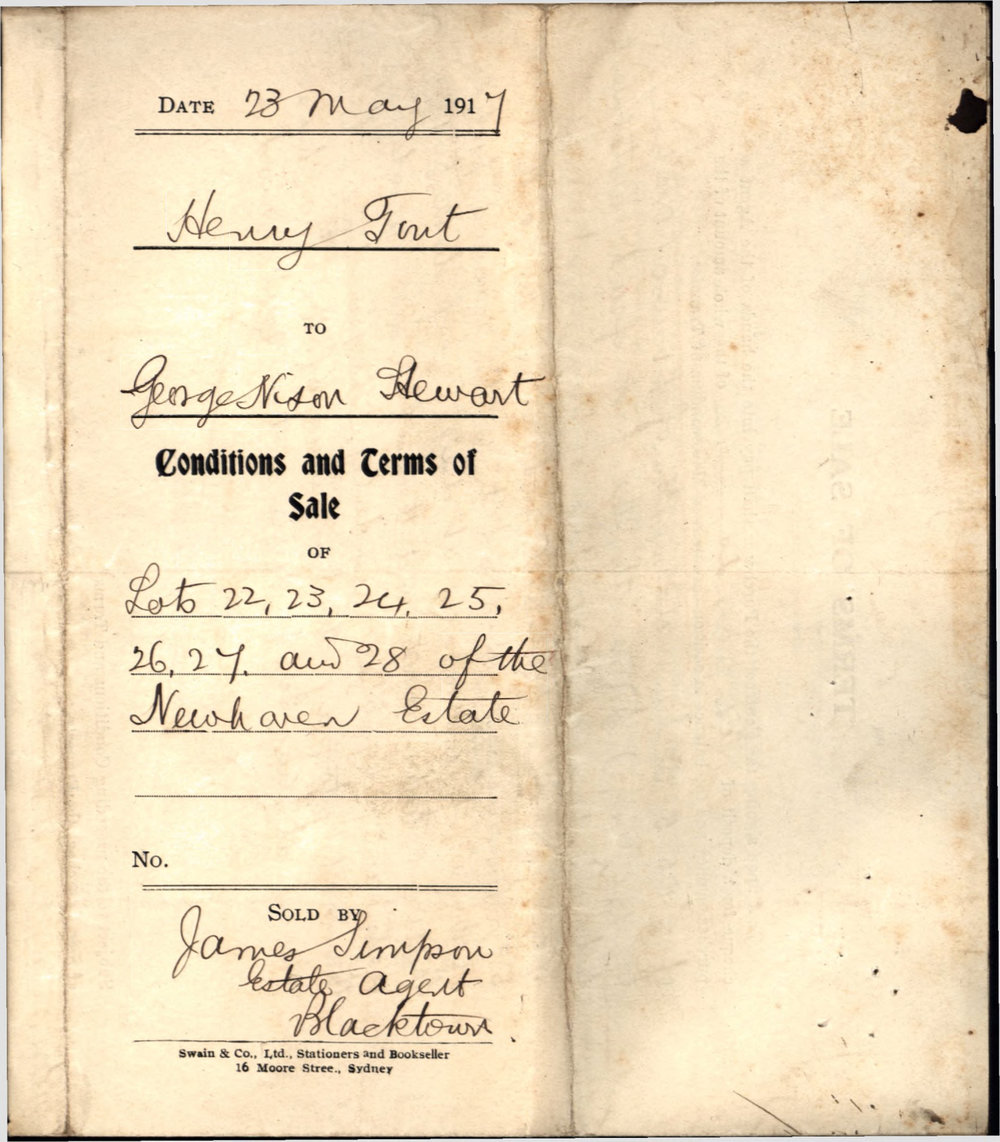 DATE 23 May 1917
Henry Tout
TO
George Nixon Stewart
Conditions and Terms of
Sale
OF
Lots 22, 23, 24, 25,
26, 27. and 28 of the
Newhaven Estate
No.
SOLD BY
James Simpson
Estate Agent
Blacktown
Swain & Co., Ltd., Stationers and Bookseller
16 Moore Stree., Sydney